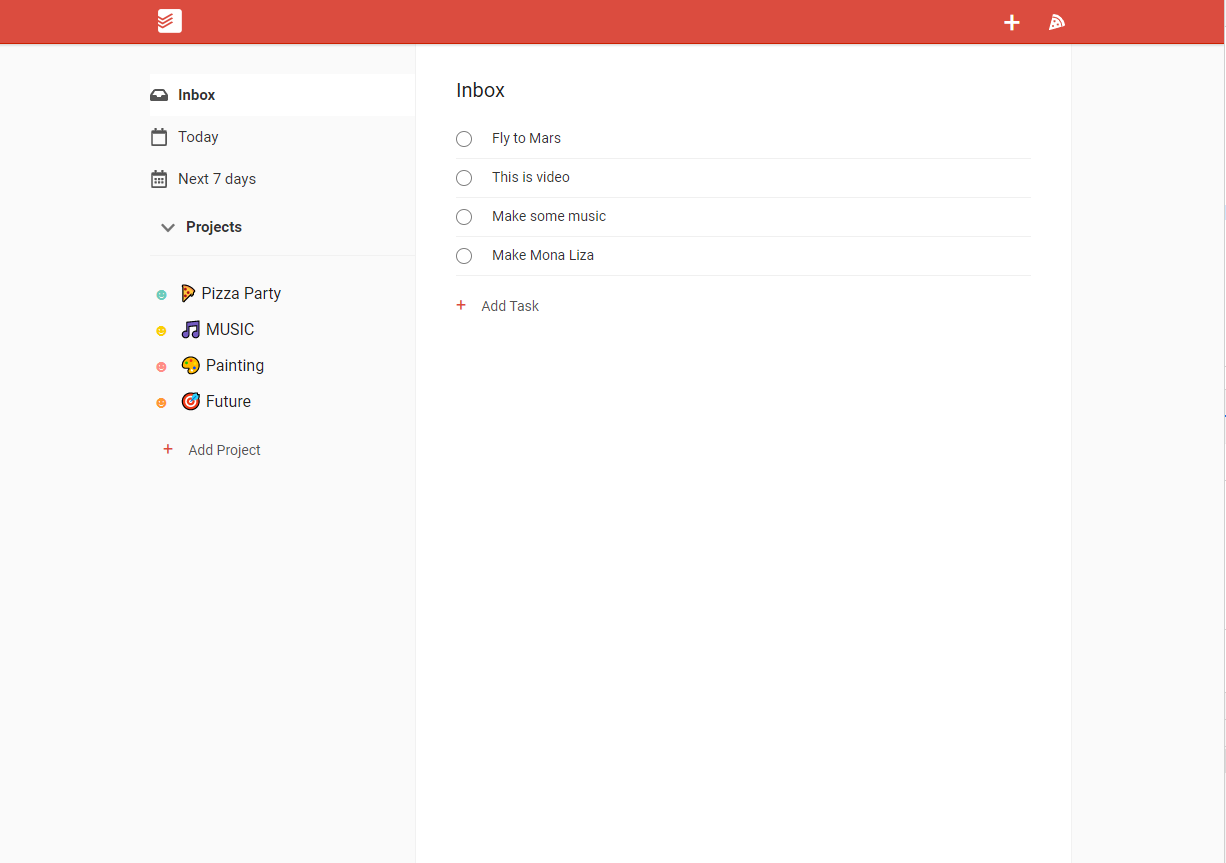 Inbox
Today
Next 7 days
Projects
Pizza Party
MUSIC
Painting
Future
+ Add Project
Inbox
Fly to Mars
This is video
Make some music
Make Mona Liza
+ Add Task